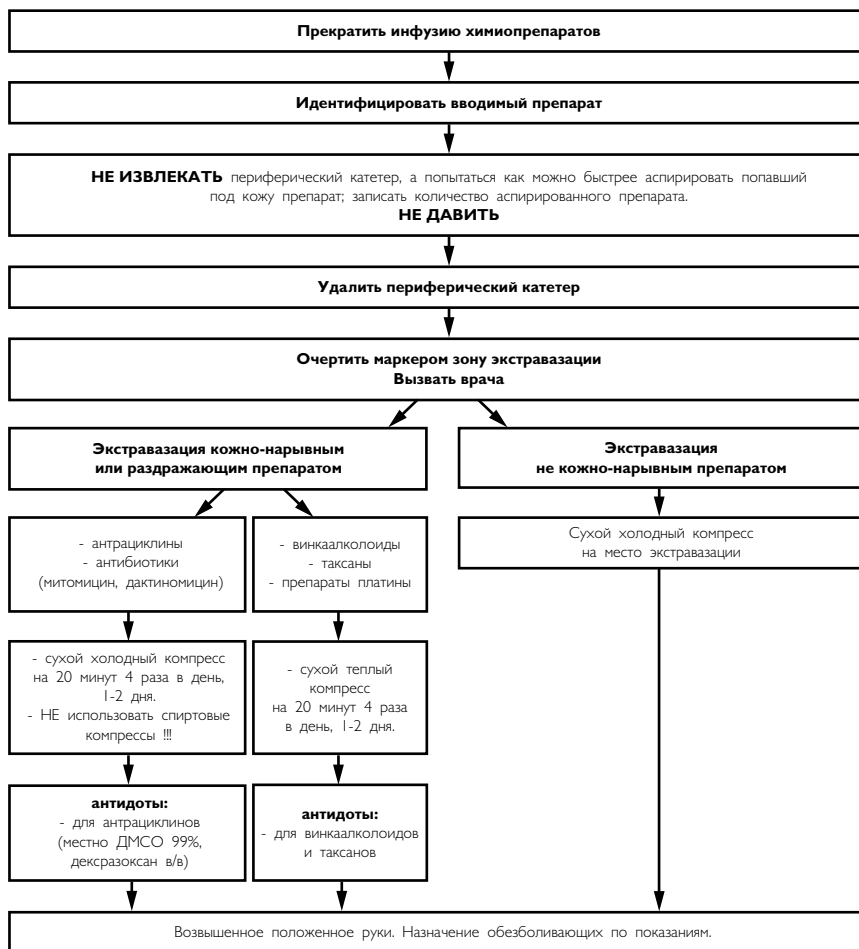 Прекратить инфузию химиопрепаратов
Идентифицировать вводимый препарат
НЕ ИЗВЛЕКАТЬ периферический катетер, а попытаться как можно быстрее аспирировать попавший
под кожу препарат; записать количество аспирированного препарата.
НЕ ДАВИТЬ
Удалить периферический катетер
Очертить маркером зону экстравазации
Вызвать врача
Экстравазация кожно-нарывным
или раздражающим препаратом
Экстравазация
не кожно-нарывным препаратом
- антрациклины
- антибиотики
(митомицин, дактиномицин)
- винкаалколоиды
- таксаны
- препараты платины
Сухой холодный компресс
на место экстравазации
- сухой холодный компресс
на 20 минут 4 раза в день,
1-2 дня.
- НЕ использовать спиртовые
компрессы !!!
- сухой теплый
компресс
на 20 минут 4 раза
в день, 1-2 дня.
антидоты:
- для антрациклинов
(местно ДМСО 99%,
дексразоксан в/в)
антидоты:
- для винкаалколоидов
и таксанов
Возвышенное положенное руки. Назначение обезболивающих по показаниям.